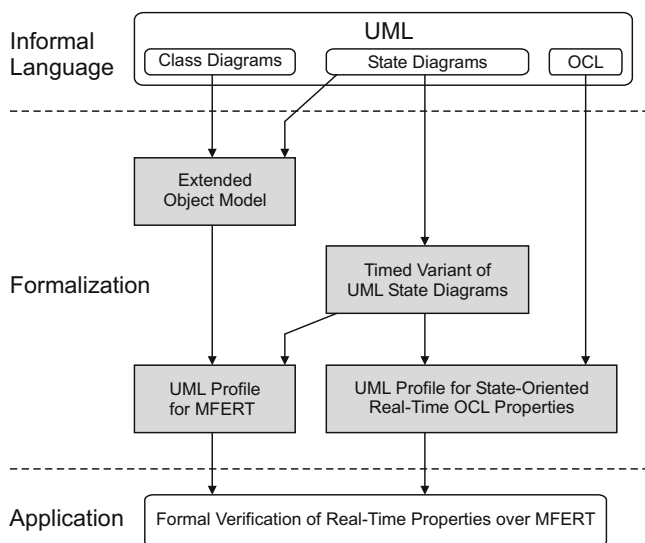 UML
Informal
Language
Class Diagrams
State Diagrams
OCL
Extended
Object Model
Formalization
Timed Variant of
UML State Diagrams
UML Profile
for MFERT
UML Profile for State-Oriented
Real-Time OCL Properties
Application
Formal Verification of Real-Time Properties over MFERT